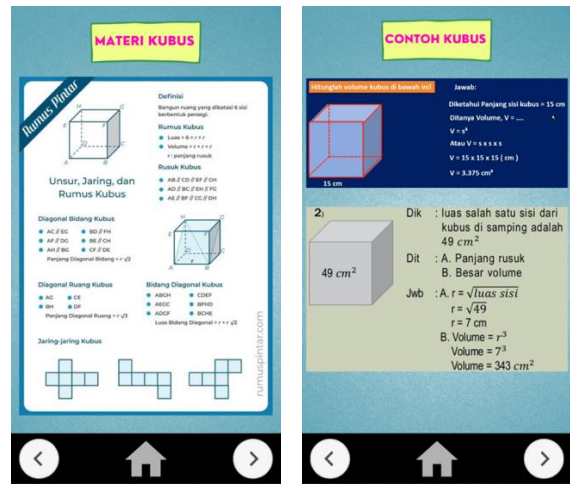 MATERI KUBUS
Rumus Pintar
Unsur, Jaring, dan
Rumus Kubus
Definisi
Bangun ruang yang dibatasi 6 sisi
berbentuk persegi.
Rumus Kubus
Luas = 6 × r × r
Volume = r × r × r
r : panjang rusuk
Rusuk Kubus
AB // CD // EF // GH
AD // BC // EH // FG
AE // BF // CG // DH
Diagonal Bidang Kubus
AC // EG
BD // FH
AF // DG
BE // CH
AH // BG
CF // DE
Panjang Diagonal Bidang = r √2
Diagonal Ruang Kubus
AG
CE
BH
DF
Panjang Diagonal Ruang = r √3
Bidang Diagonal Kubus
ABGH
CDEF
AEGC
BFHD
ADGF
BCHE
Luas Bidang Diagonal = r × r √2
Jaring-jaring Kubus
rumuspintar.com
CONTOH KUBUS
Hitunglah volume kubus di bawah ini!
15 cm
Jawab:
Diketahui Panjang sisi kubus = 15 cm
Ditanya Volume, V = ....
V = s³
Atau V = s x s x s
V = 15 x 15 x 15 ( cm )
V = 3.375 cm³
2)
49 cm²
Dik : luas salah satu sisi dari
kubus di samping adalah
49 cm²
Dit : A. Panjang rusuk
B. Besar volume
Jwb : A. r = √luas sisi
r = √49
r = 7 cm
B. Volume = r³
Volume = 7³
Volume = 343 cm²